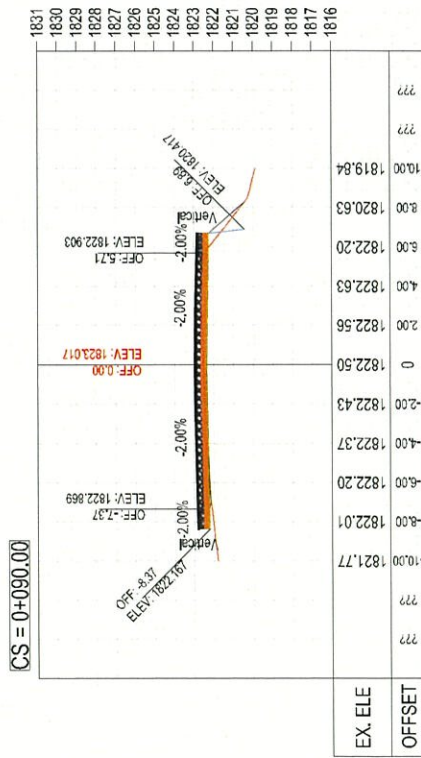 CS = 0+090.00
1831
1830
1829
1828
1827
1826
1825
1824
1823
1822
1821
1820
1819
1818
1817
1816
OFF: -8.37
ELEV: 1822.167
OFF: -7.37
ELEV: 1822.869
OFF: 0.00
ELEV: 1823.017
OFF: 5.71
ELEV: 1822.903
OFF: 6.89
ELEV: 1820.417
Vertical
-2.00%
-2.00%
-2.00%
-2.00%
Vertical
EX. ELE 1821.77 1822.01 1822.20 1822.37 1822.43 1822.50 1822.56 1822.63 1822.20 1820.63 1819.84
OFFSET ??? ??? -10.00 -8.00 -6.00 -4.00 -2.00 0 2.00 4.00 6.00 8.00 10.00 ??? ???